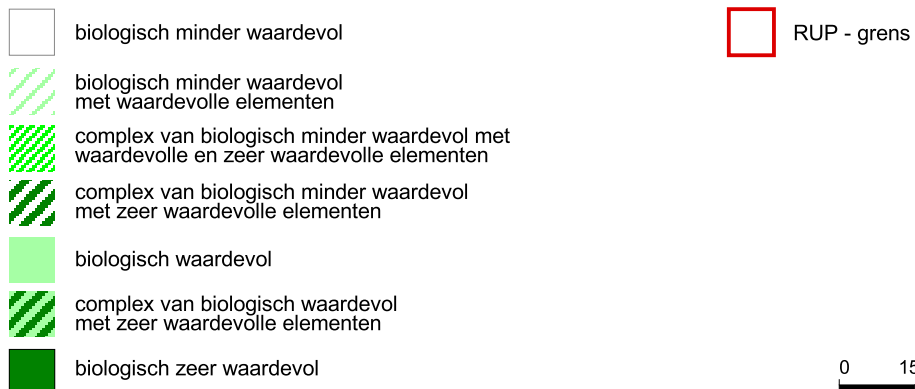 biologisch minder waardevol
biologisch minder waardevol
met waardevolle elementen
complex van biologisch minder waardevol met
waardevolle en zeer waardevolle elementen
complex van biologisch minder waardevol
met zeer waardevolle elementen
biologisch waardevol
complex van biologisch waardevol
met zeer waardevolle elementen
biologisch zeer waardevol
RUP - grens
0